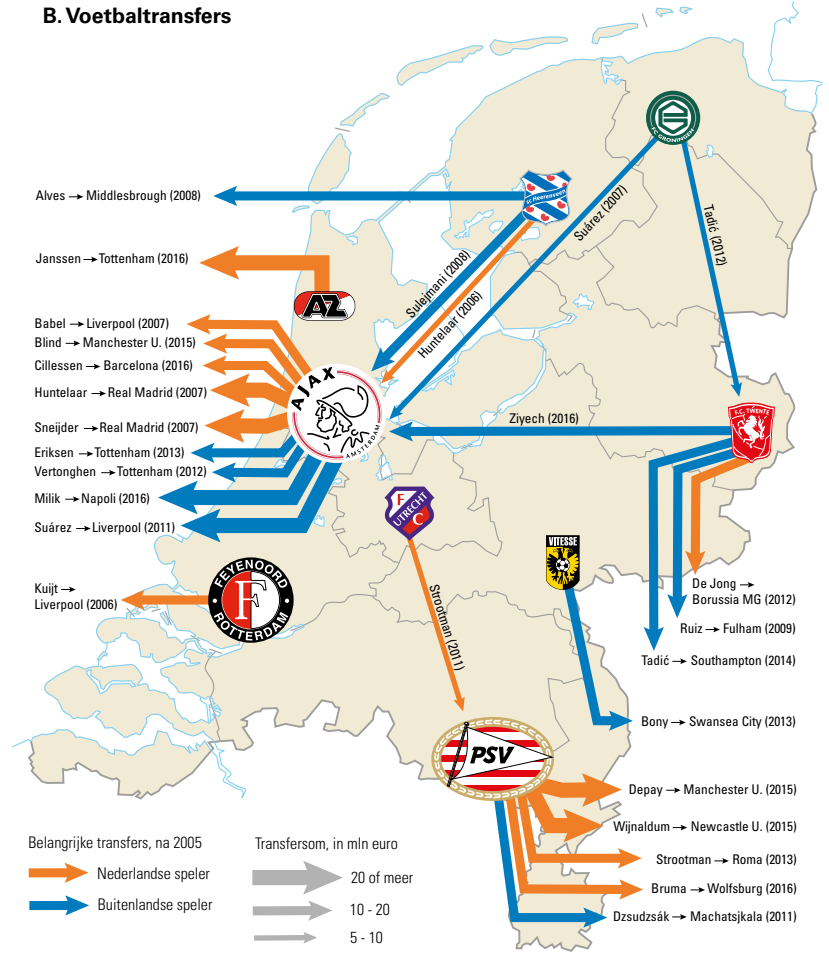 B. Voetbaltransfers
FC GRONINGEN
Alves → Middlesbrough (2008)
sc Heerenveen
Suárez (2007)
Tadić (2012)
Janssen → Tottenham (2016)
AZ
Sulejmani (2008)
Huntelaar (2006)
Babel → Liverpool (2007)
Blind → Manchester U. (2015)
Cillessen → Barcelona (2016)
Huntelaar → Real Madrid (2007)
Sneijder → Real Madrid (2007)
Eriksen → Tottenham (2013)
Vertonghen → Tottenham (2012)
Milik → Napoli (2016)
Suárez → Liverpool (2011)
AJAX
AMSTERDAM
Ziyech (2016)
F.C. TWENTE
F
UTRECHT
C
VITESSE
Kuijt →
Liverpool (2006)
FEYENOORD
F
ROTTERDAM
Strootman (2011)
De Jong →
Borussia MG (2012)
Ruiz → Fulham (2009)
Tadić → Southampton (2014)
Bony → Swansea City (2013)
PSV
Depay → Manchester U. (2015)
Wijnaldum → Newcastle U. (2015)
Strootman → Roma (2013)
Bruma → Wolfsburg (2016)
Dzsudzsák → Machatsjkala (2011)
Belangrijke transfers, na 2005
Nederlandse speler
Buitenlandse speler
Transfersom, in mln euro
20 of meer
10 - 20
5 - 10